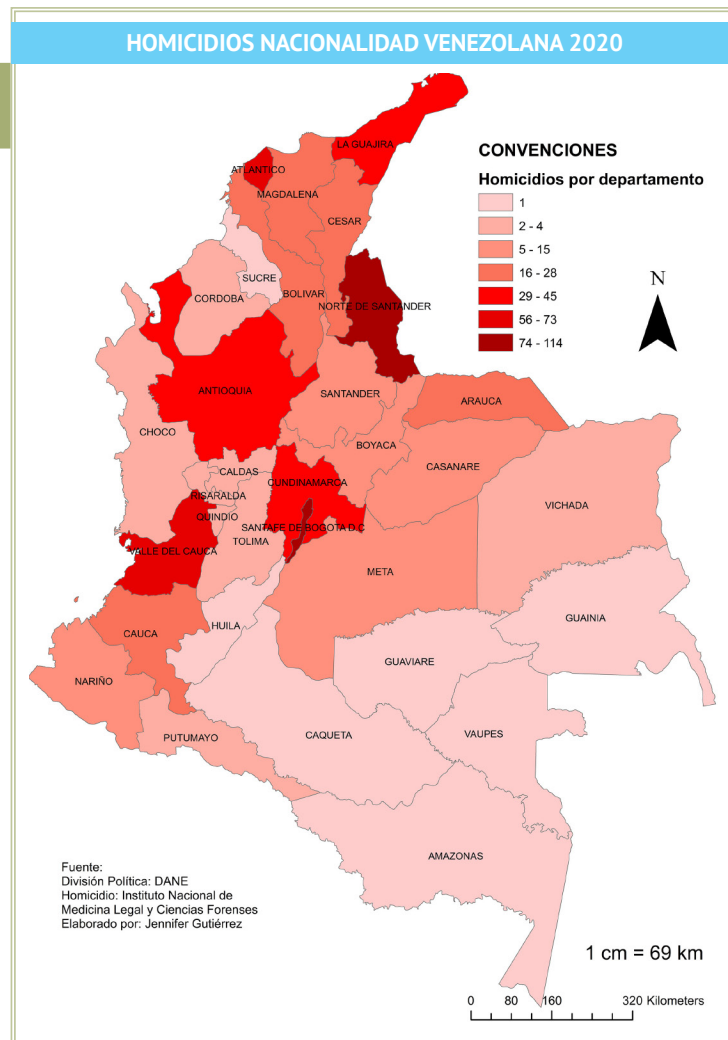 HOMICIDIOS NACIONALIDAD VENEZOLANA 2020
LA GUAJIRA
ATLANTICO
MAGDALENA
CESAR
SUCRE
CORDOBA
BOLIVAR
NORTE DE SANTANDER
ANTIOQUIA
SANTANDER
ARAUCA
CHOCO
BOYACA
CASANARE
CALDAS
CUNDINAMARCA
RISARALDA
VICHADA
QUINDIO
SANTAFE DE BOGOTA D.C
TOLIMA
VALLE DEL CAUCA
META
GUAINIA
HUILA
CAUCA
GUAVIARE
NARIÑO
VAUPES
CAQUETA
PUTUMAYO
AMAZONAS
CONVENCIONES
Homicidios por departamento
1
2 - 4
5 - 15
16 - 28
29 - 45
56 - 73
74 - 114
N
Fuente:
División Política: DANE
Homicidio: Instituto Nacional de
Medicina Legal y Ciencias Forenses
Elaborado por: Jennifer Gutiérrez
1 cm = 69 km
0 80 160 320 Kilometers